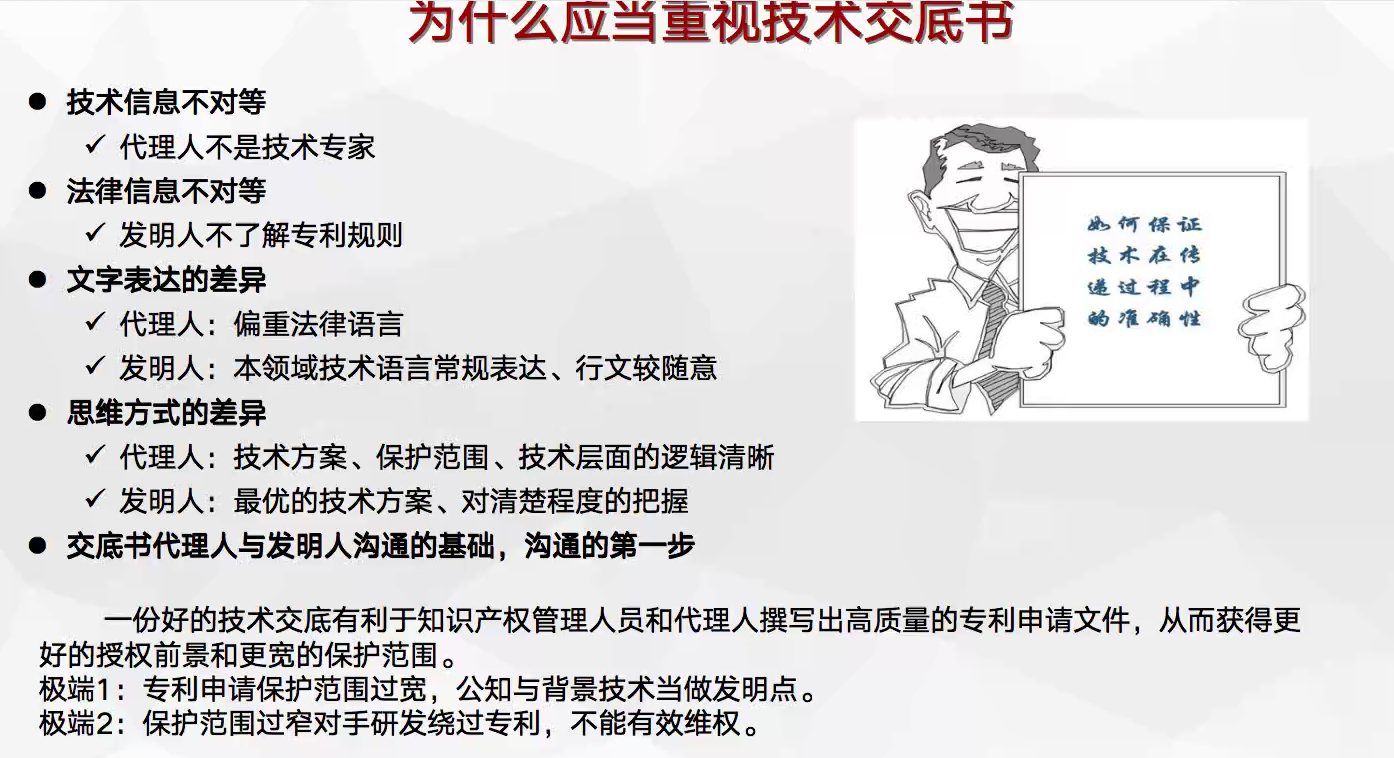 为什么应当重视技术交底书
● 技术信息不对等
✓ 代理人不是技术专家
● 法律信息不对等
✓ 发明人不了解专利规则
● 文字表达的差异
✓ 代理人：偏重法律语言
✓ 发明人：本领域技术语言常规表达、行文较随意
● 思维方式的差异
✓ 代理人：技术方案、保护范围、技术层面的逻辑清晰
✓ 发明人：最优的技术方案、对清楚程度的把握
● 交底书代理人与发明人沟通的基础，沟通的第一步
如何保证
技术在传
递过程中
的准确性
一份好的技术交底有利于知识产权管理人员和代理人撰写出高质量的专利申请文件，从而获得更
好的授权前景和更宽的保护范围。
极端1：专利申请保护范围过宽，公知与背景技术当做发明点。
极端2：保护范围过窄对手研发绕过专利，不能有效维权。